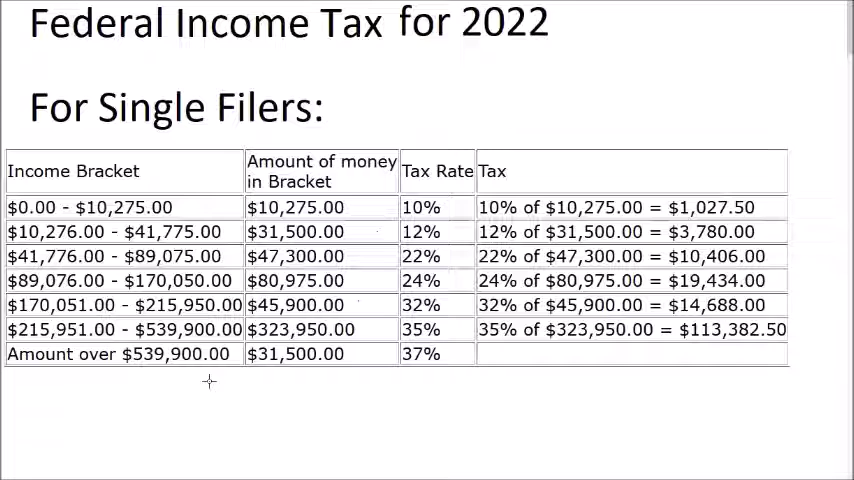 Federal Income Tax for 2022
For Single Filers:
Income Bracket Amount of money in Bracket Tax Rate Tax
$0.00 - $10,275.00 $10,275.00 10% 10% of $10,275.00 = $1,027.50
$10,276.00 - $41,775.00 $31,500.00 12% 12% of $31,500.00 = $3,780.00
$41,776.00 - $89,075.00 $47,300.00 22% 22% of $47,300.00 = $10,406.00
$89,076.00 - $170,050.00 $80,975.00 24% 24% of $80,975.00 = $19,434.00
$170,051.00 - $215,950.00 $45,900.00 32% 32% of $45,900.00 = $14,688.00
$215,951.00 - $539,900.00 $323,950.00 35% 35% of $323,950.00 = $113,382.50
Amount over $539,900.00 $31,500.00 37%